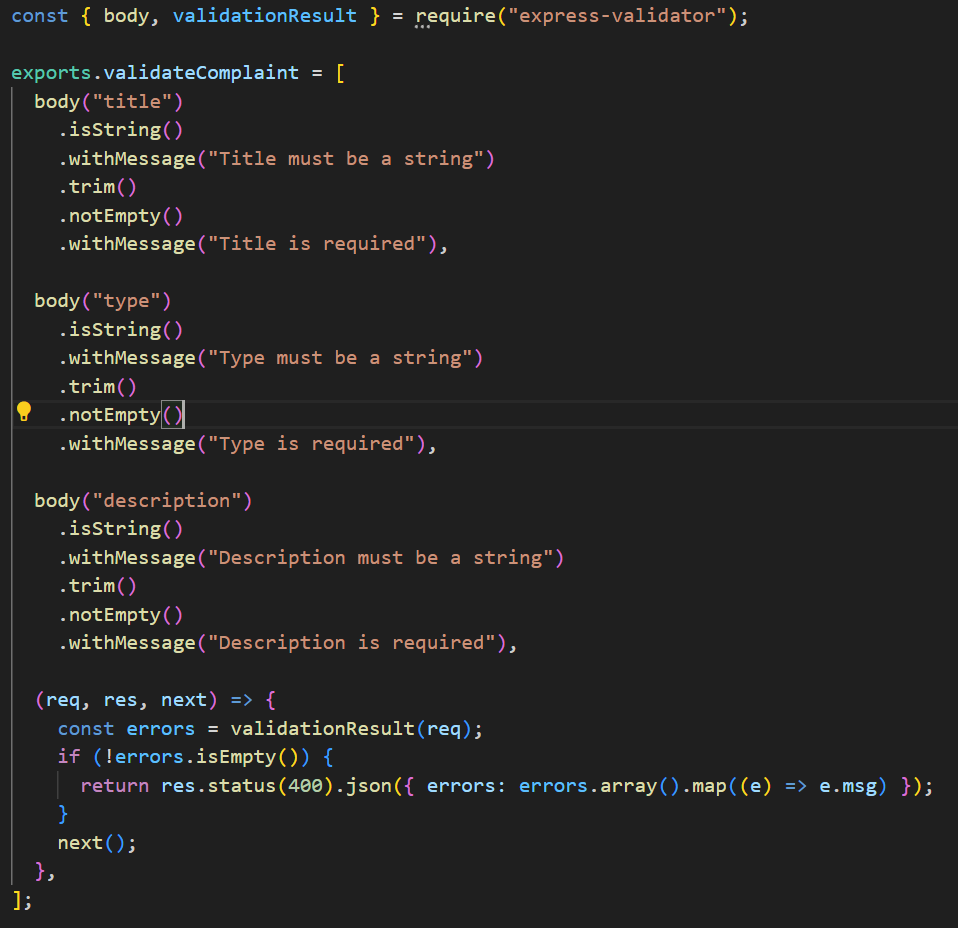 const { body, validationResult } = require("express-validator");
exports.validateComplaint = [
body("title")
.isString()
.withMessage("Title must be a string")
.trim()
.notEmpty()
.withMessage("Title is required"),
body("type")
.isString()
.withMessage("Type must be a string")
.trim()
.notEmpty()
.withMessage("Type is required"),
body("description")
.isString()
.withMessage("Description must be a string")
.trim()
.notEmpty()
.withMessage("Description is required"),
(req, res, next) => {
const errors = validationResult(req);
if (!errors.isEmpty()) {
return res.status(400).json({ errors: errors.array().map((e) => e.msg) });
}
next();
},
];